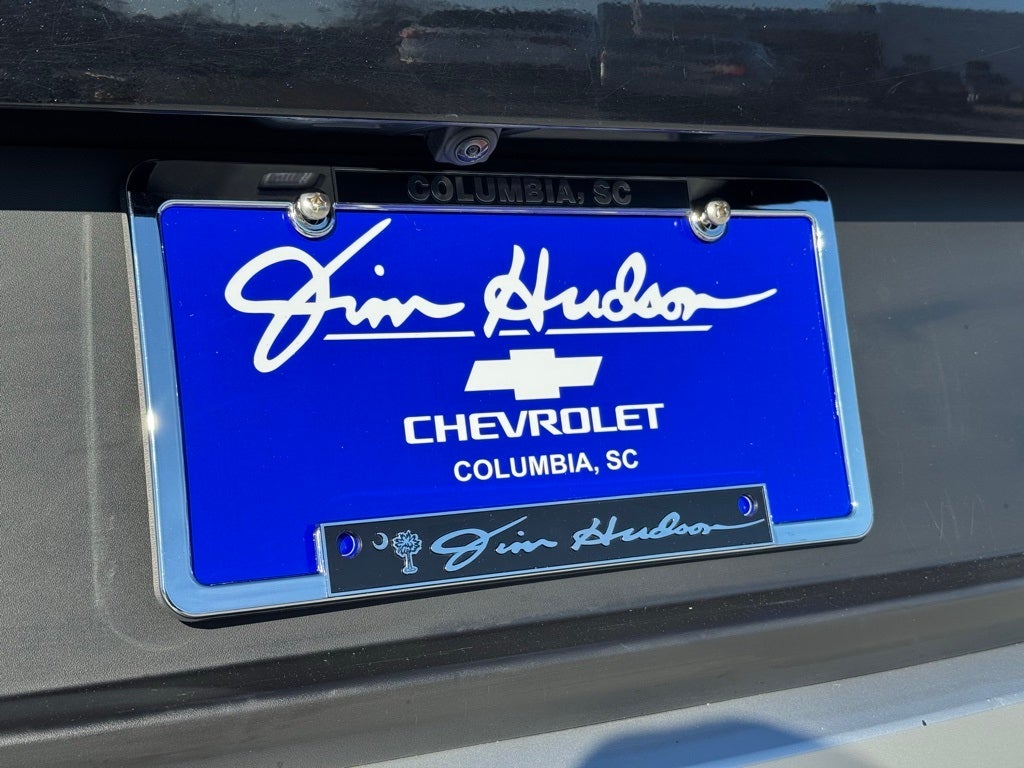 COLUMBIA, SC
Jim Hudson
CHEVROLET
COLUMBIA, SC
Jim Hudson